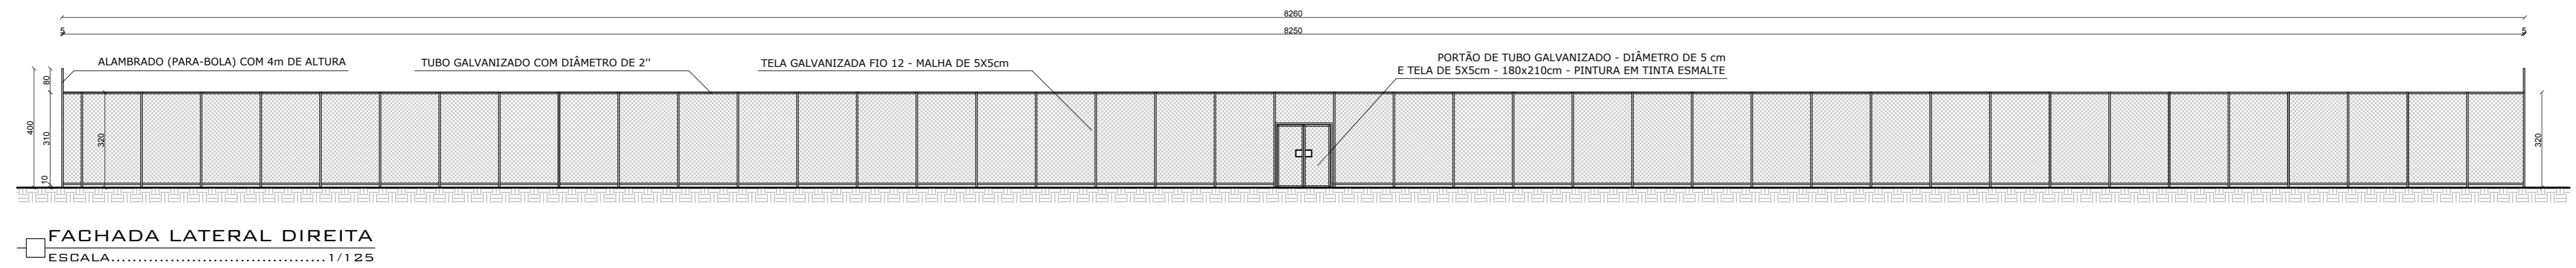 8260
5
8250
5
ALAMBRADO (PARA-BOLA) COM 4m DE ALTURA
TUBO GALVANIZADO COM DIÂMETRO DE 2"
TELA GALVANIZADA FIO 12 - MALHA DE 5X5cm
PORTÃO DE TUBO GALVANIZADO - DIÂMETRO DE 5 cm
E TELA DE 5X5cm - 180x210cm - PINTURA EM TINTA ESMALTE
400
80
310
10
320
320
FACHADA LATERAL DIREITA
ESCALA........................................1/125